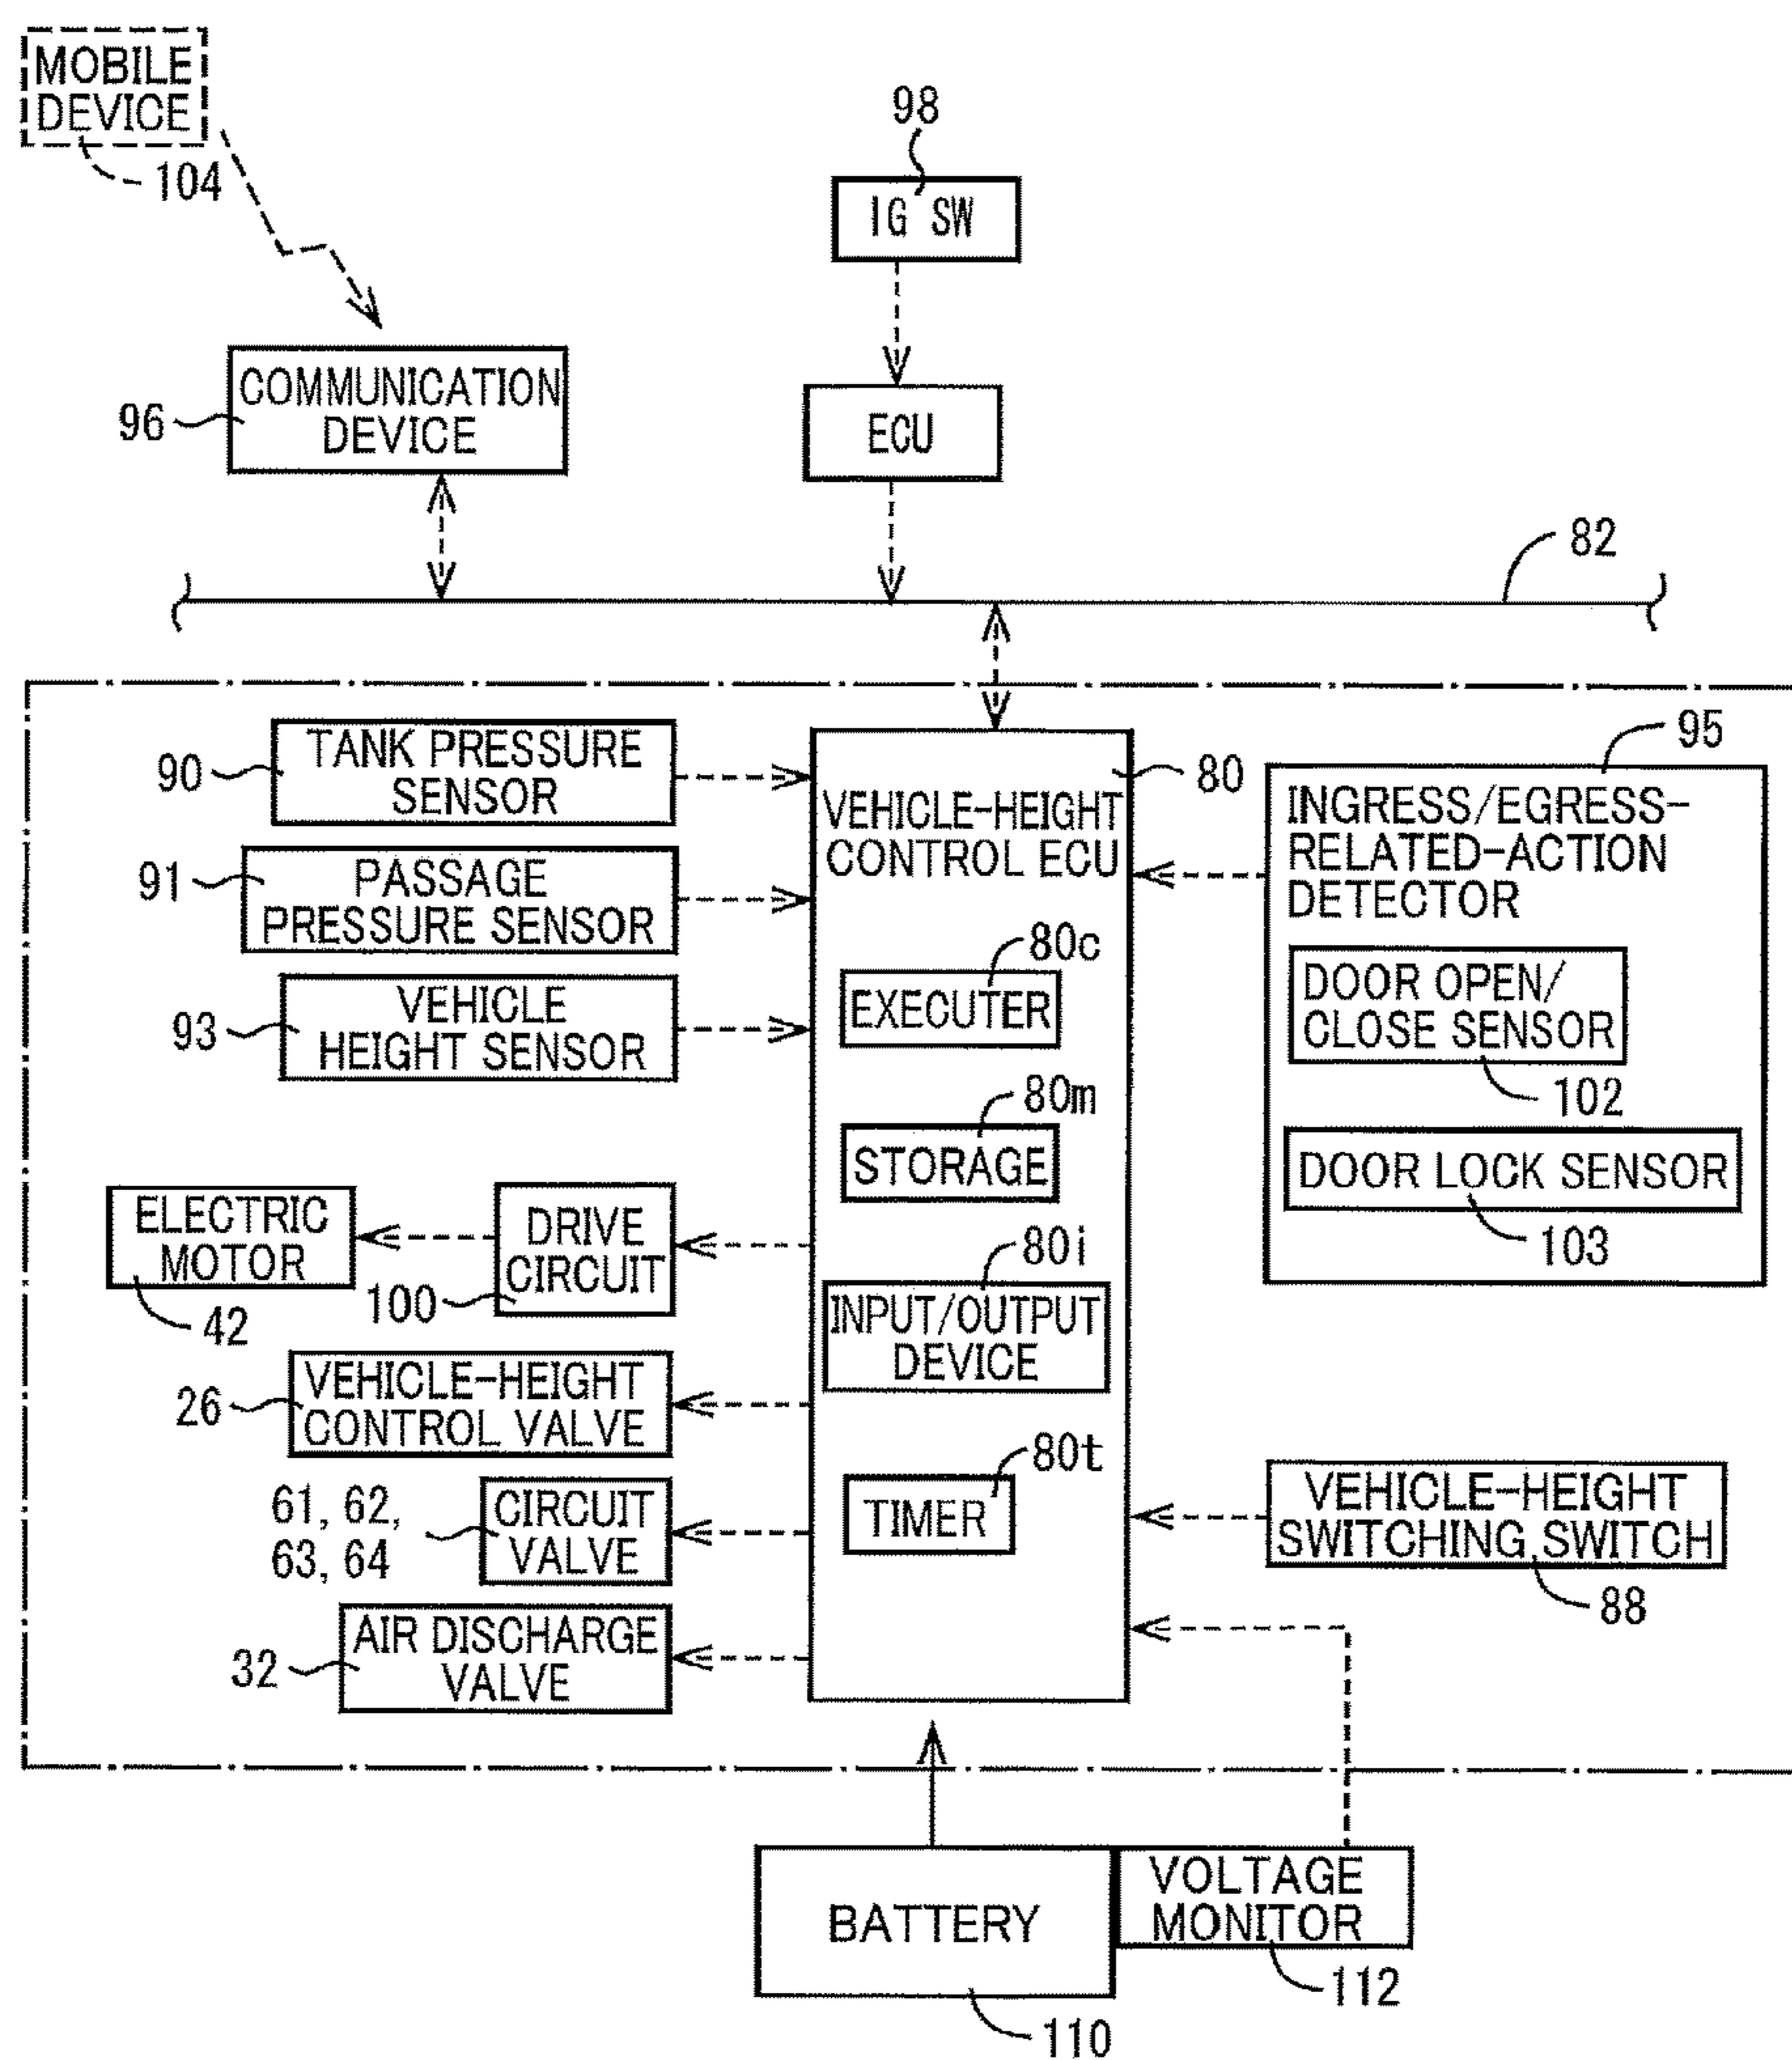 MOBILE
DEVICE
104
98
IG SW
COMMUNICATION
DEVICE
96
ECU
82
TANK PRESSURE
SENSOR
90
PASSAGE
PRESSURE SENSOR
91
VEHICLE
HEIGHT SENSOR
93
ELECTRIC
MOTOR
42
DRIVE
CIRCUIT
100
VEHICLE-HEIGHT
CONTROL VALVE
26
61, 62,
63, 64
CIRCUIT
VALVE
AIR DISCHARGE
VALVE
32
80
VEHICLE-HEIGHT
CONTROL ECU
80c
EXECUTER
80m
STORAGE
80i
INPUT/OUTPUT
DEVICE
80t
TIMER
95
INGRESS/EGRESS-
RELATED-ACTION
DETECTOR
DOOR OPEN/
CLOSE SENSOR
102
DOOR LOCK SENSOR
103
VEHICLE-HEIGHT
SWITCHING SWITCH
88
BATTERY
110
VOLTAGE
MONITOR
112